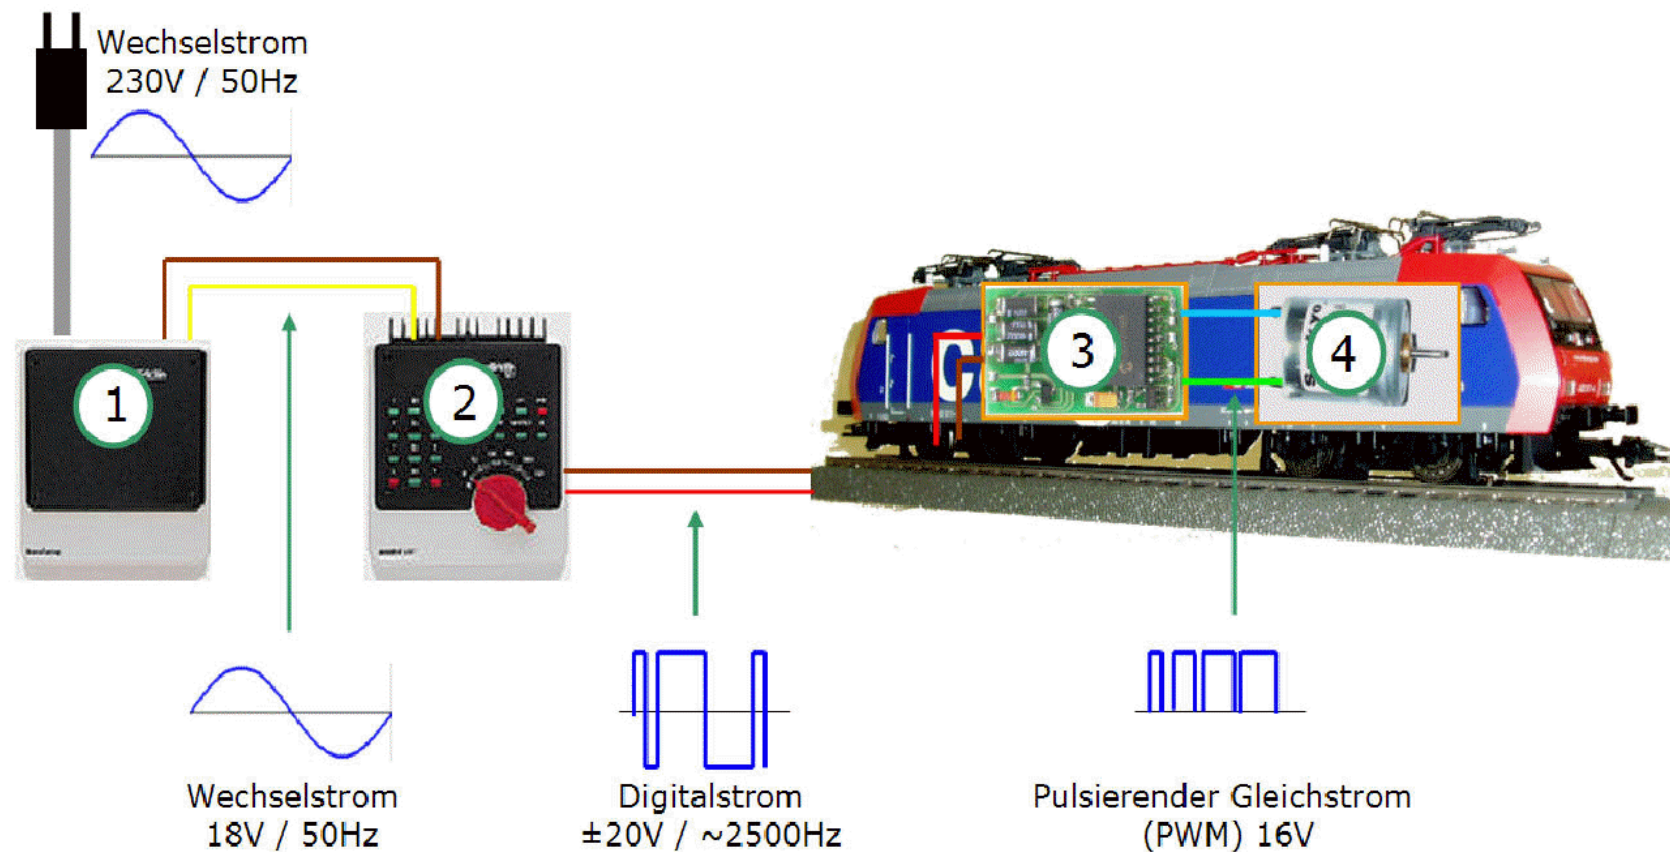 Wechselstrom
230V / 50Hz
1
2
3
4
C
Wechselstrom
18V / 50Hz
Digitalstrom
±20V / ~2500Hz
Pulsierender Gleichstrom
(PWM) 16V